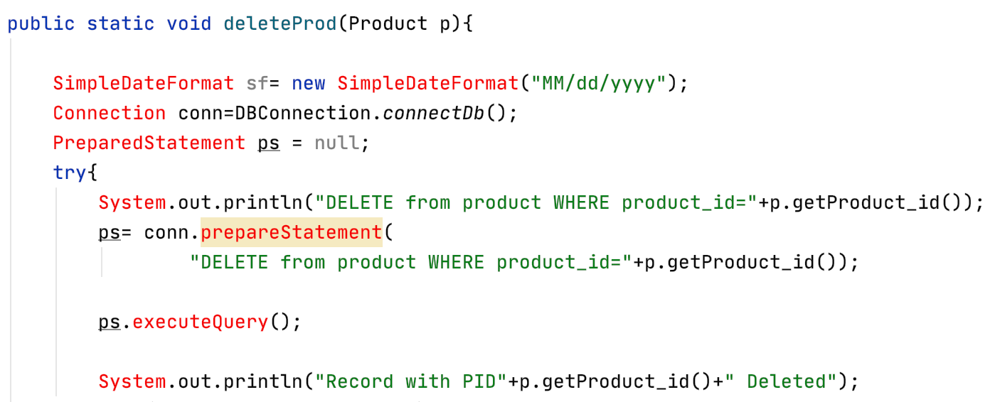 public static void deleteProd(Product p){
SimpleDateFormat sf= new SimpleDateFormat("MM/dd/yyyy");
Connection conn=DBConnection.connectDb();
PreparedStatement ps = null;
try{
System.out.println("DELETE from product WHERE product_id="+p.getProduct_id());
ps= conn.prepareStatement(
"DELETE from product WHERE product_id="+p.getProduct_id());
ps.executeQuery();
System.out.println("Record with PID"+p.getProduct_id()+" Deleted");